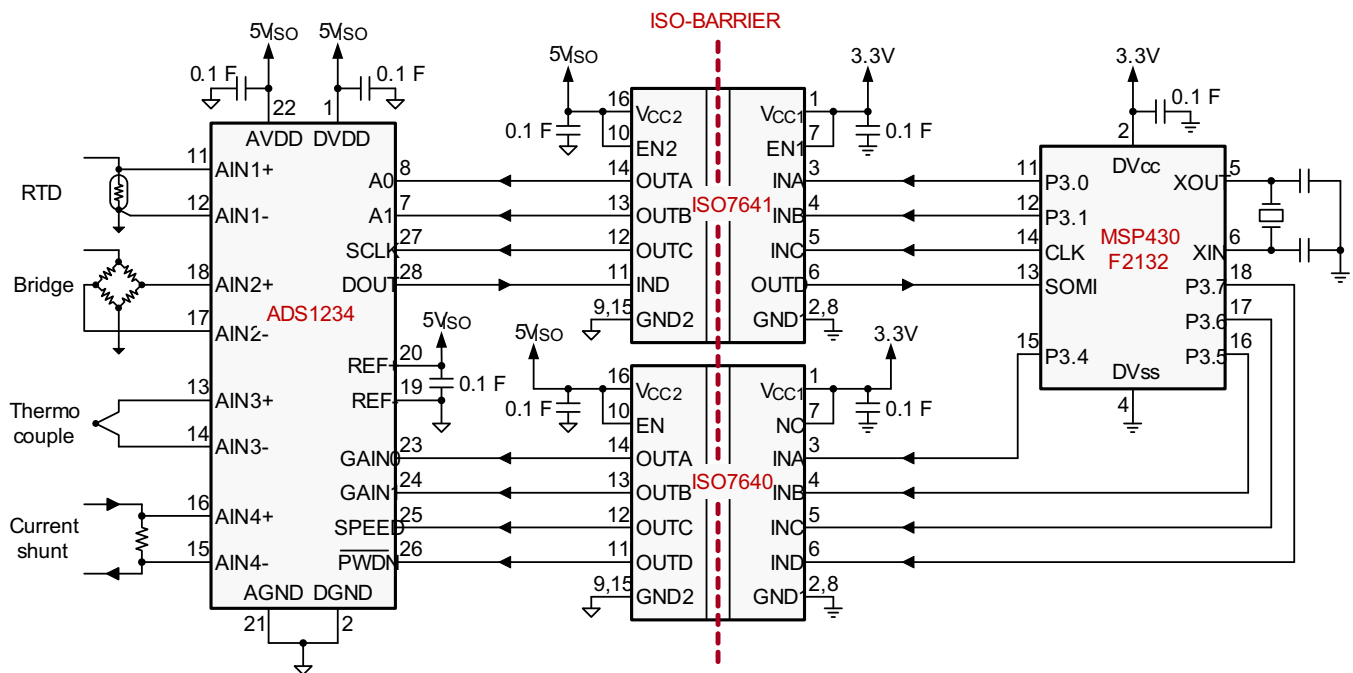 ISO-BARRIER
5VISO
5VISO
0.1 F
0.1 F
22
1
AVDD
DVDD
11
AIN1+
RTD
12
AIN1-
18
AIN2+
Bridge
17
AIN2-
13
AIN3+
Thermo
couple
14
AIN3-
16
AIN4+
Current
shunt
15
AIN4-
ADS1234
A0
8
A1
7
SCLK
27
DOUT
28
5VISO
REF+
20
0.1 F
REF-
19
GAIN0
23
GAIN1
24
SPEED
25
PWDN
26
AGND
DGND
21
2
5VISO
0.1 F
16
VCC2
10
EN2
14
OUTA
13
OUTB
12
OUTC
11
IND
9,15
GND2
ISO7641
3.3V
0.1 F
1
VCC1
7
EN1
3
INA
4
INB
5
INC
6
OUTD
2,8
GND1
5VISO
0.1 F
16
VCC2
10
EN
14
OUTA
13
OUTB
12
OUTC
11
OUTD
9,15
GND2
ISO7640
3.3V
0.1 F
1
VCC1
7
NC
3
INA
4
INB
5
INC
6
IND
2,8
GND1
3.3V
0.1 F
2
DVcc
11
P3.0
12
P3.1
14
CLK
13
SOMI
15
P3.4
MSP430
F2132
XOUT
5
XIN
6
P3.7
18
P3.6
17
P3.5
16
DVss
4